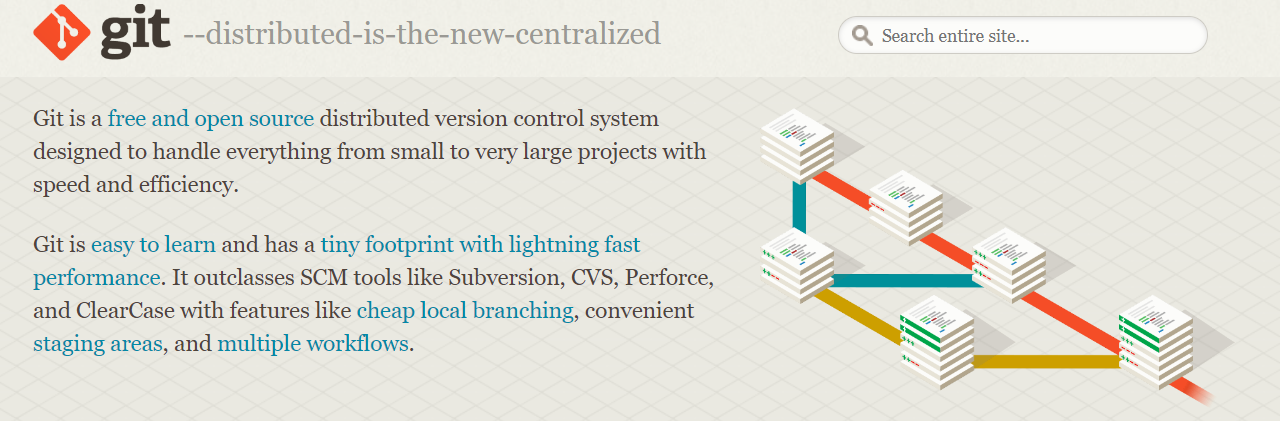 git --distributed-is-the-new-centralized
Search entire site...
Git is a free and open source distributed version control system
designed to handle everything from small to very large projects with
speed and efficiency.
Git is easy to learn and has a tiny footprint with lightning fast
performance. It outclasses SCM tools like Subversion, CVS, Perforce,
and ClearCase with features like cheap local branching, convenient
staging areas, and multiple workflows.